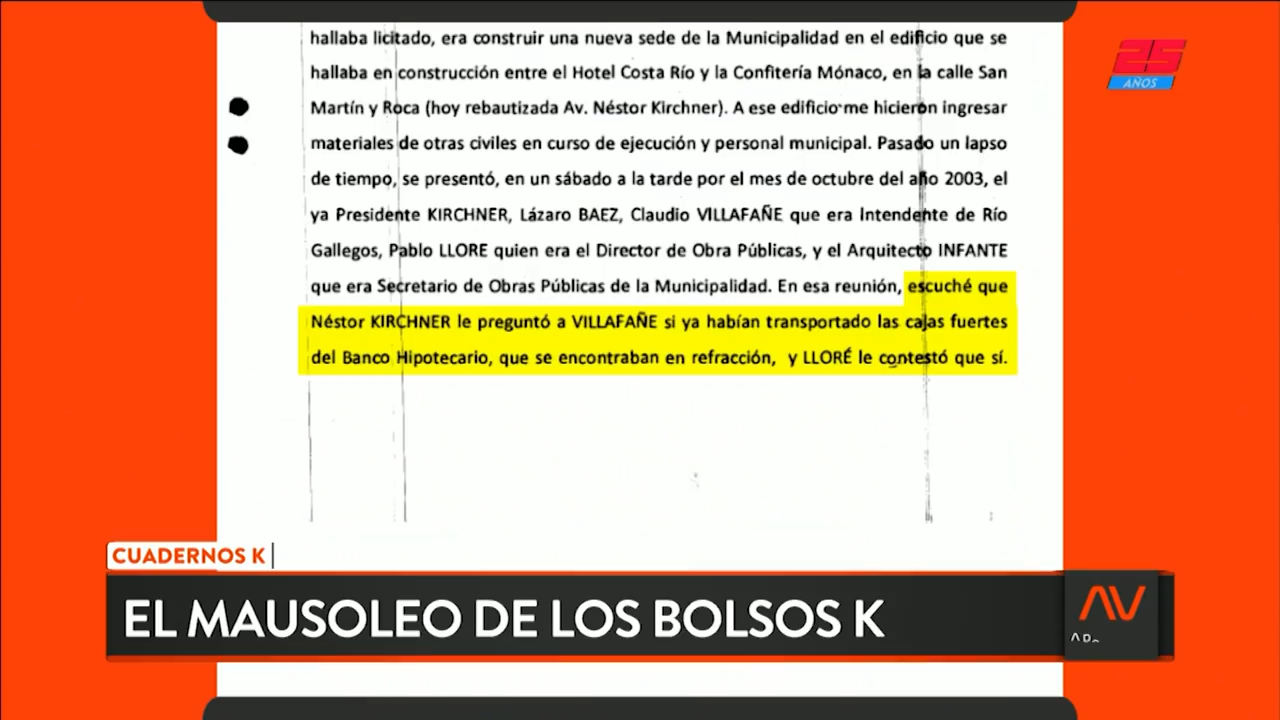 hallaba licitado, era construir una nueva sede de la Municipalidad en el edificio que se
hallaba en construcción entre el Hotel Costa Río y la Confitería Mónaco, en la calle San
Martín y Roca (hoy rebautizada Av. Néstor Kirchner). A ese edificio me hicieron ingresar
materiales de otras civiles en curso de ejecución y personal municipal. Pasado un lapso
de tiempo, se presentó, en un sábado a la tarde por el mes de octubre del año 2003, el
ya Presidente KIRCHNER, Lázaro BAEZ, Claudio VILLAFAÑE que era Intendente de Río
Gallegos, Pablo LLORE quien era el Director de Obra Públicas, y el Arquitecto INFANTE
que era Secretario de Obras Públicas de la Municipalidad. En esa reunión, escuché que
Néstor KIRCHNER le preguntó a VILLAFAÑE si ya habían transportado las cajas fuertes
del Banco Hipotecario, que se encontraban en refracción, y LLORÉ le contestó que sí.
25
AÑOS
CUADERNOS K
EL MAUSOLEO DE LOS BOLSOS K
AV